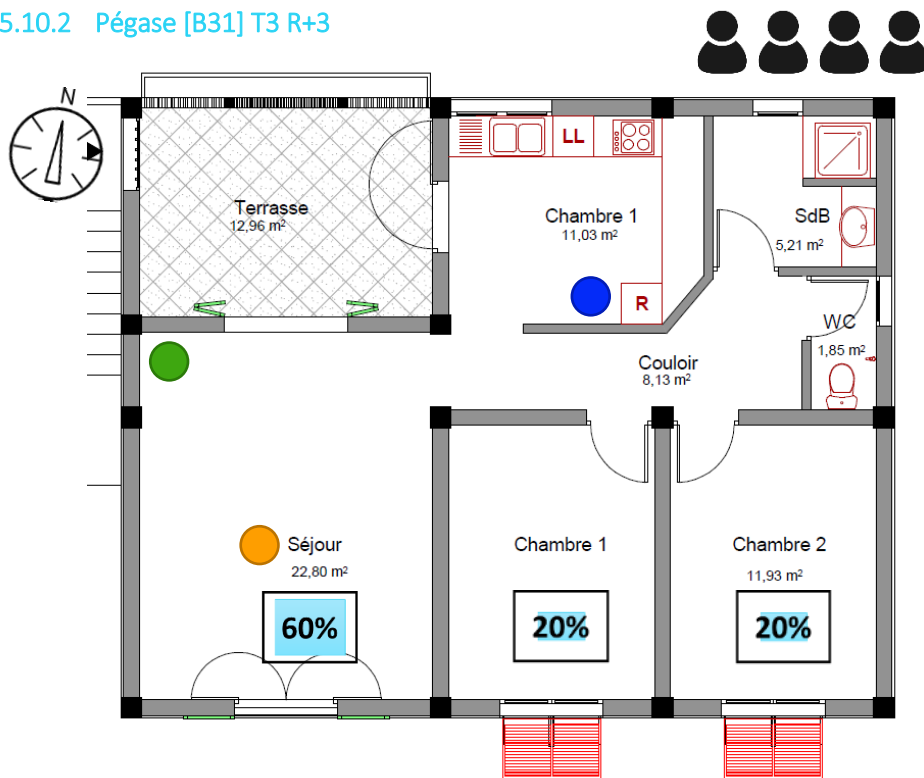 5.10.2 Pégase [B31] T3 R+3
N
LL
Terrasse
12,96 m²
Chambre 1
11,03 m²
SdB
5,21 m²
R
WC
1,85 m²
Couloir
8,13 m²
Séjour
22,80 m²
Chambre 1
Chambre 2
11,93 m²
60%
20%
20%